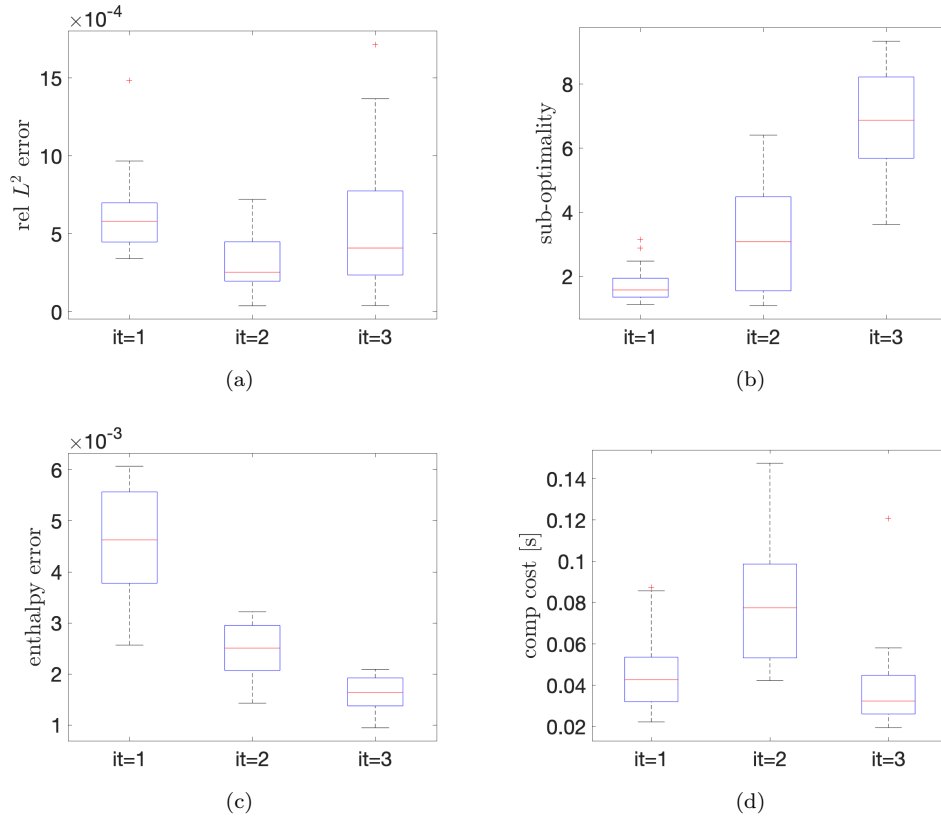 ×10⁻⁴
rel L² error
15
10
5
0
it=1 it=2 it=3
(a)
sub-optimality
8
6
4
2
it=1 it=2 it=3
(b)
×10⁻³
enthalpy error
6
5
4
3
2
1
it=1 it=2 it=3
(c)
comp cost [s]
0.14
0.12
0.1
0.08
0.06
0.04
0.02
it=1 it=2 it=3
(d)